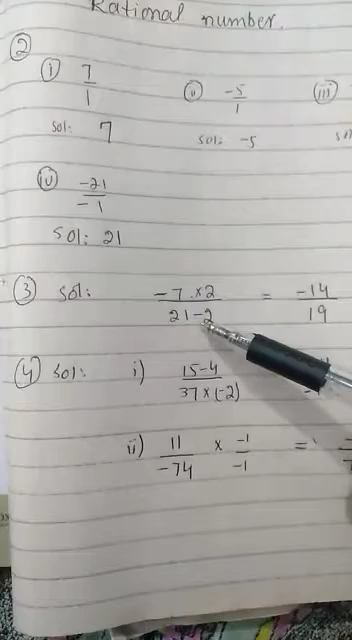 Rational number.
②
i) 7/1 ii) -5/1 iii)
Sol: 7 Sol: -5
iv) -21/-1
Sol: 21
③ Sol: -7 × 2 / 21 - 2 = -14/19
④ Sol: i) 15-4 / 37 × (-2)
ii) 11/-74 × -1/-1 =